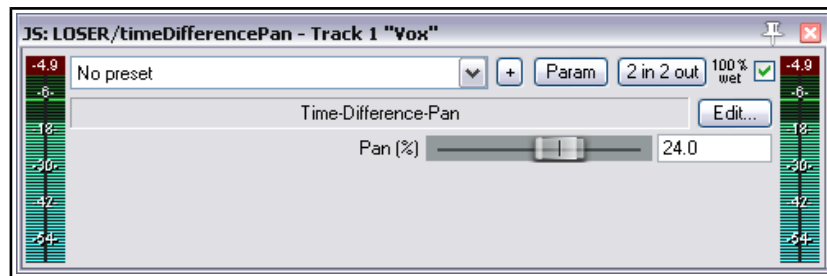 JS: LOSER/timeDifferencePan - Track 1 "Vox"
-4.9 No preset + Param 2 in 2 out 100 % wet -4.9
-6- -6-
Time-Difference-Pan Edit...
-18- -18-
Pan (%) 24.0
-30- -30-
-42- -42-
-54- -54-